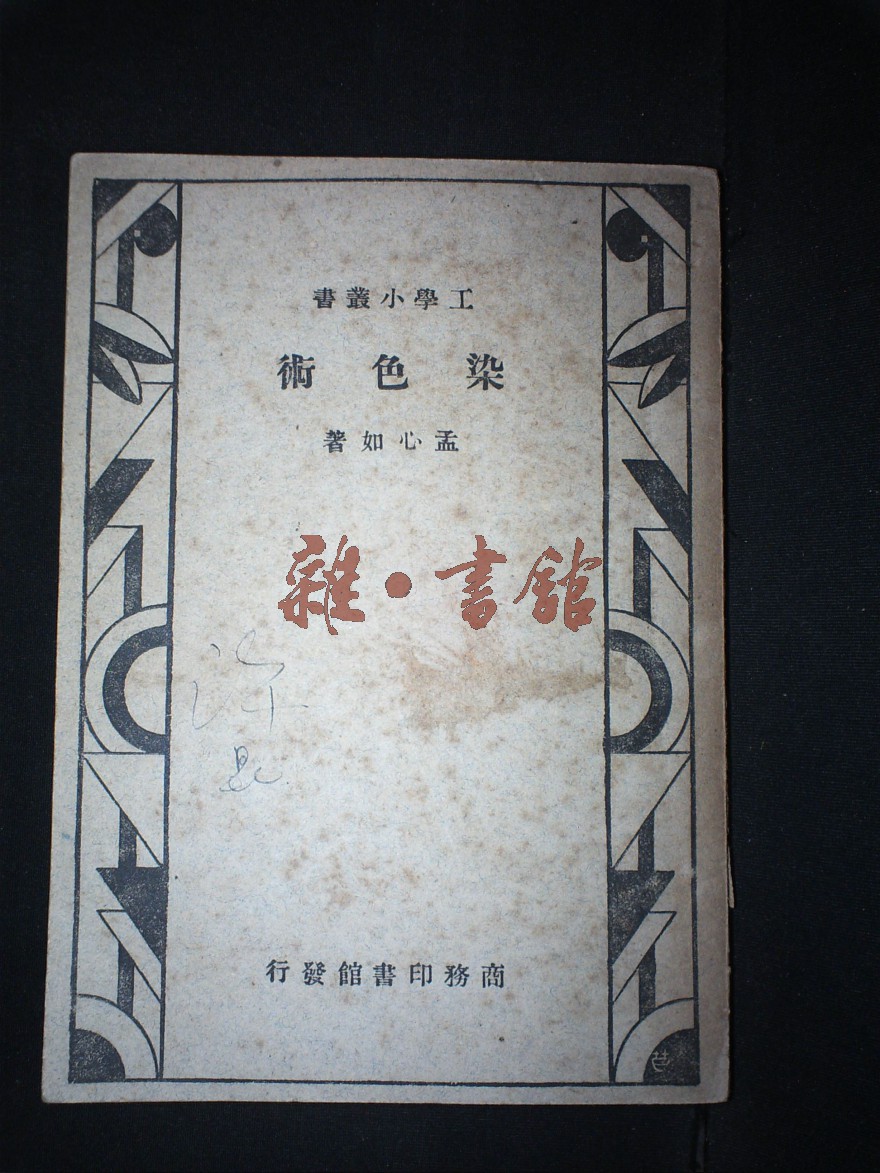 工學小叢書
染色術
孟心如著
雜·書館
商務印書館發行